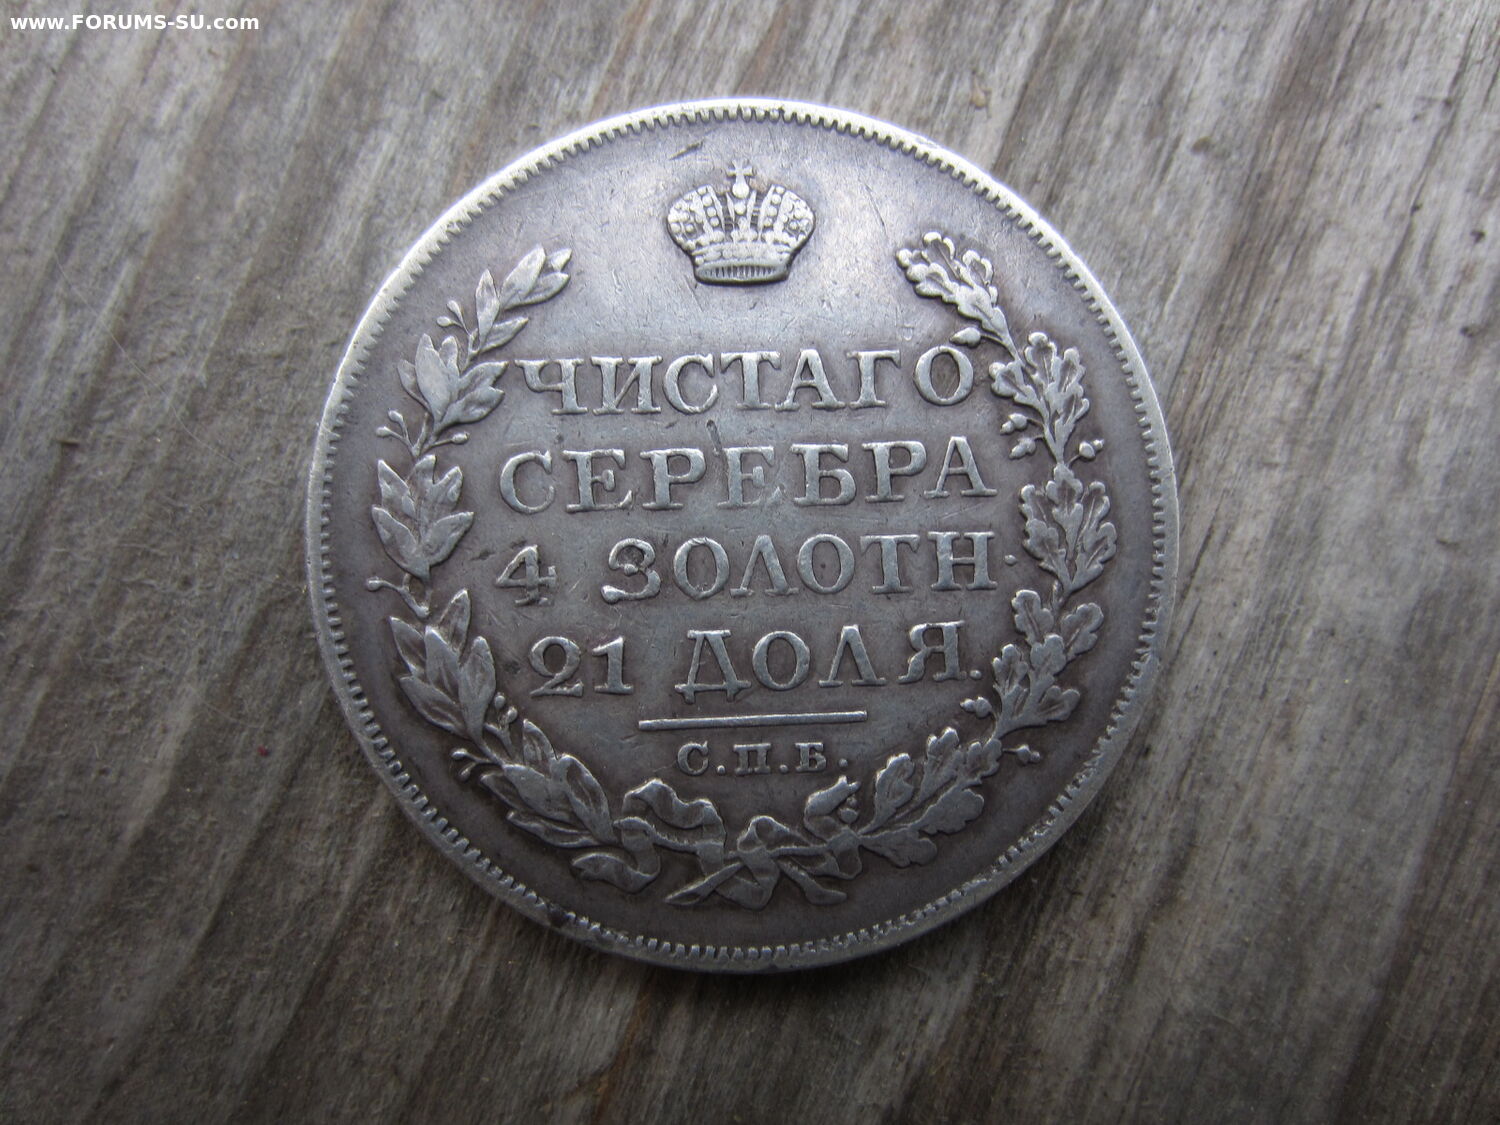 www.FORUMS-SU.com
ЧИСТАГО
СЕРЕБРА
4 ЗОЛОТН.
21 ДОЛЯ.
С.П.Б.